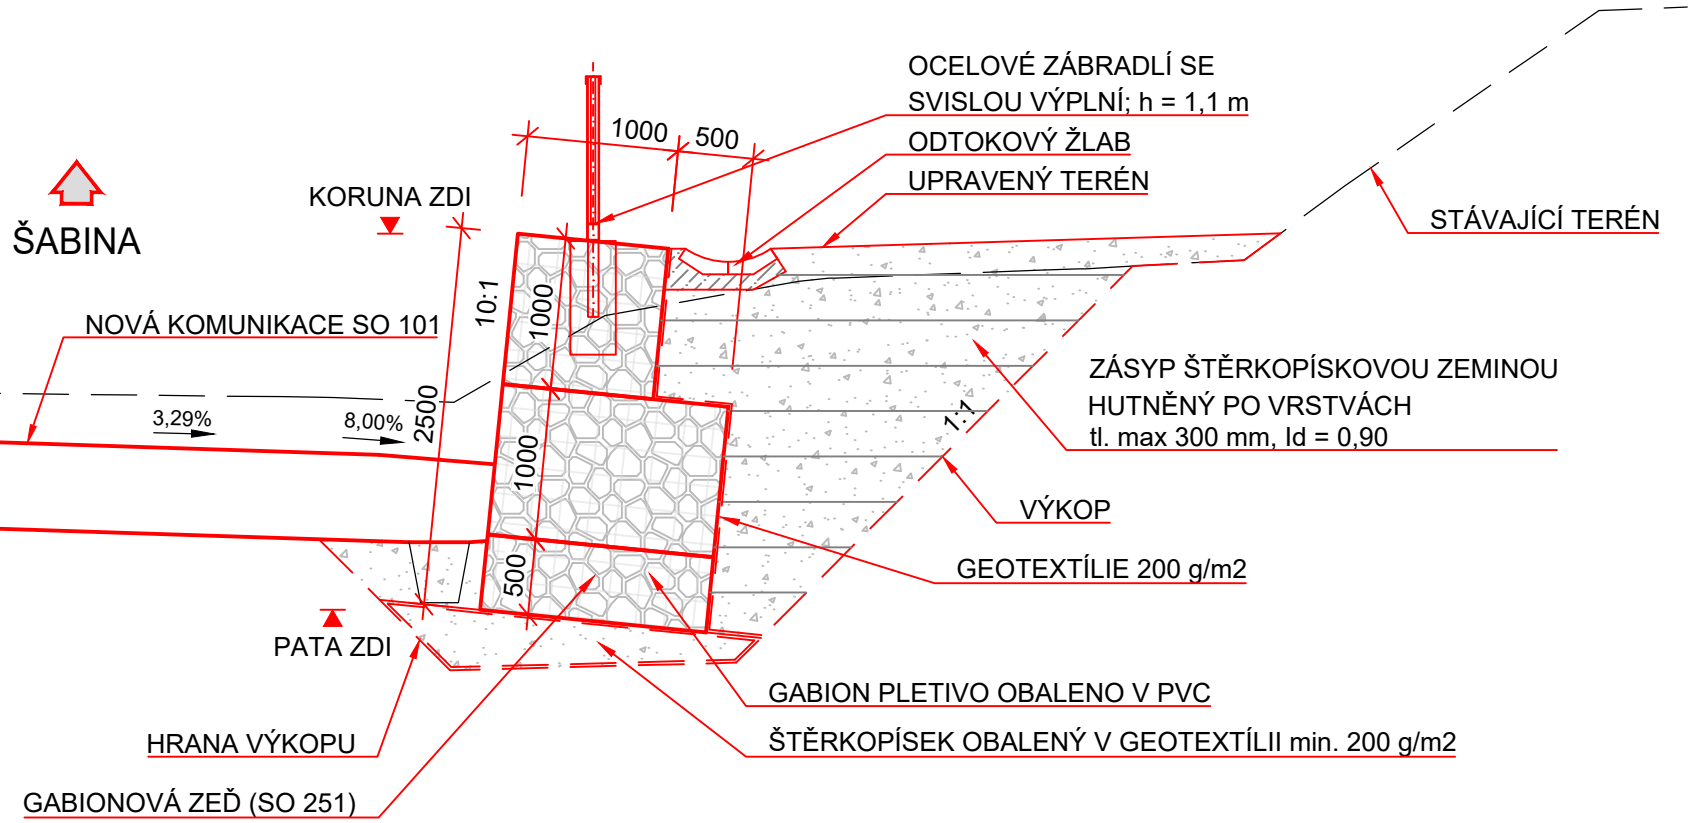 OCELOVÉ ZÁBRADLÍ SE
SVISLOU VÝPLNÍ; h = 1,1 m
1000
500
ODTOKOVÝ ŽLAB
UPRAVENÝ TERÉN
KORUNA ZDI
STÁVAJÍCÍ TERÉN
ŠABINA
10:1
1000
NOVÁ KOMUNIKACE SO 101
ZÁSYP ŠTĚRKOPÍSKOVOU ZEMINOU
HUTNĚNÝ PO VRSTVÁCH
tl. max 300 mm, Id = 0,90
3,29%
8,00%
2500
1:1
1000
VÝKOP
500
GEOTEXTÍLIE 200 g/m2
PATA ZDI
GABION PLETIVO OBALENO V PVC
HRANA VÝKOPU
ŠTĚRKOPÍSEK OBALENÝ V GEOTEXTÍLII min. 200 g/m2
GABIONOVÁ ZEĎ (SO 251)